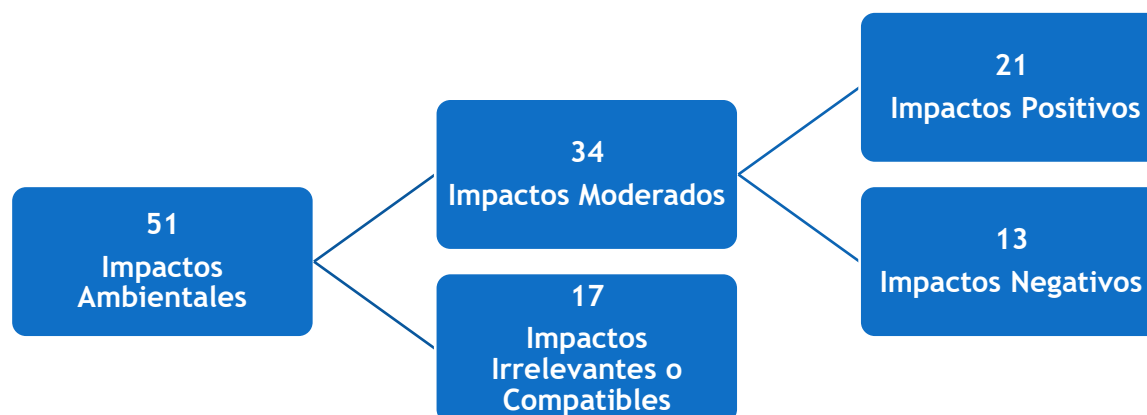 51
Impactos
Ambientales
34
Impactos Moderados
17
Impactos
Irrelevantes o
Compatibles
21
Impactos Positivos
13
Impactos Negativos